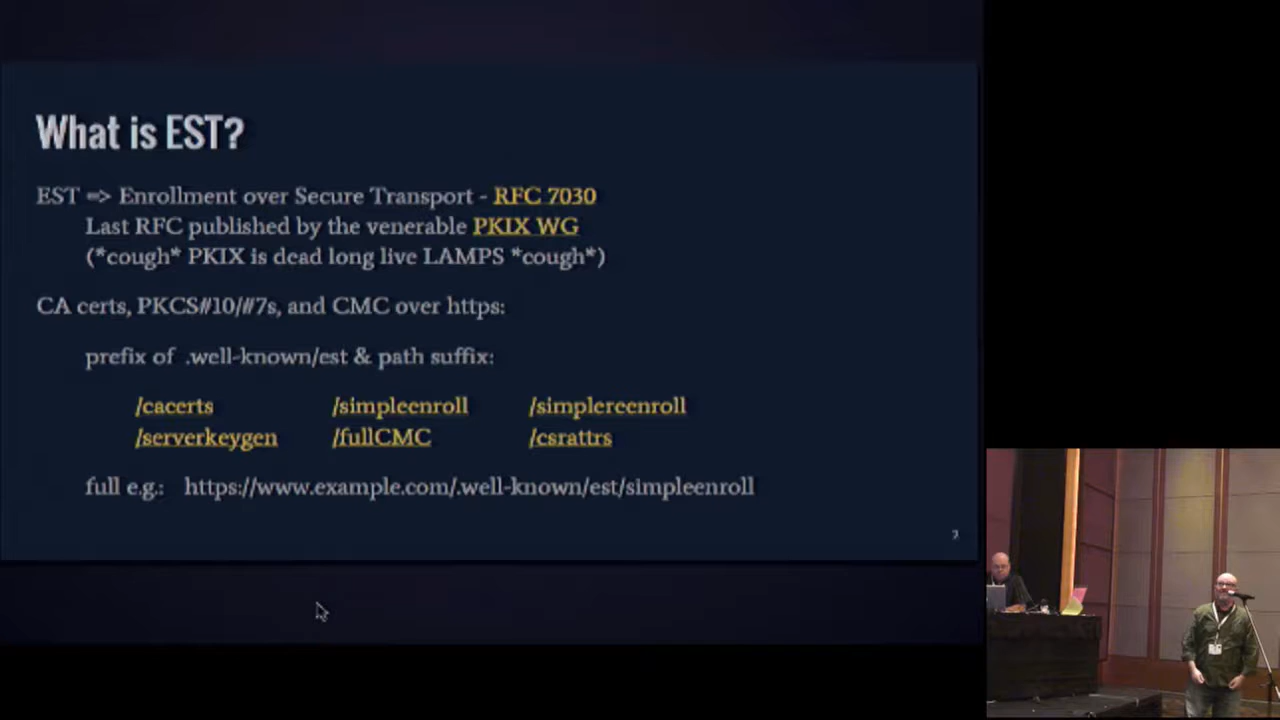 What is EST?
EST => Enrollment over Secure Transport - RFC 7030
Last RFC published by the venerable PKIX WG
(*cough* PKIX is dead long live LAMPS *cough*)
CA certs, PKCS#10/#7s, and CMC over https:
prefix of .well-known/est & path suffix:
/cacerts /simpleenroll /simplereenroll
/serverkeygen /fullCMC /csrattrs
full e.g.: https://www.example.com/.well-known/est/simpleenroll